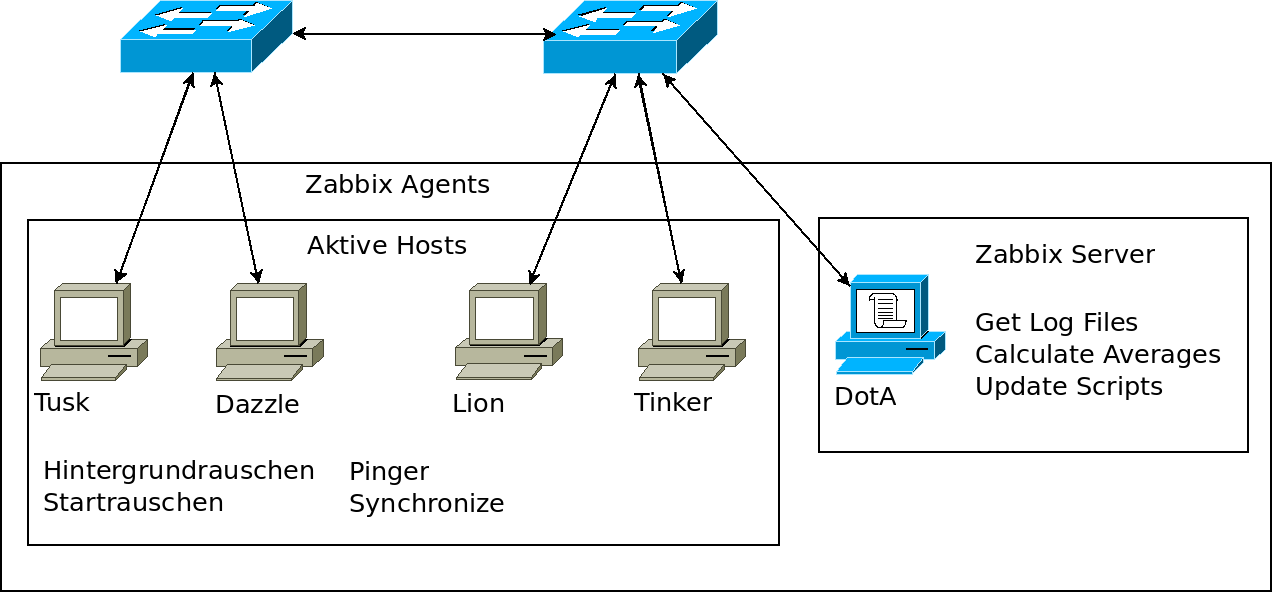 Zabbix Agents
Aktive Hosts
Zabbix Server
Get Log Files
Calculate Averages
Update Scripts
Tusk
Dazzle
Lion
Tinker
DotA
Hintergrundrauschen
Startrauschen
Pinger
Synchronize